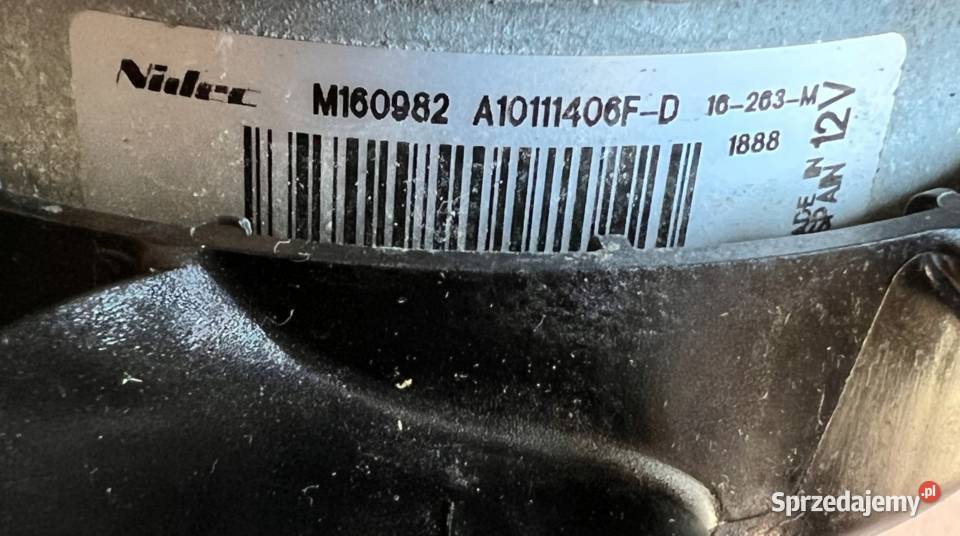 Nidec M160982 A10111406F-D 16-263-M
1888
MADE IN
SPAIN 12V
Sprzedajemy.pl